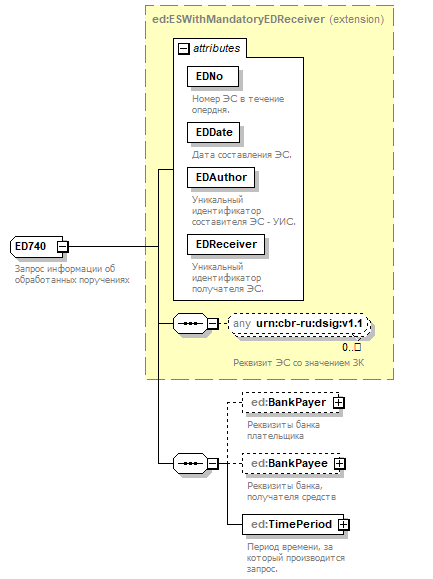 ed:ESWithMandatoryEDReceiver (extension)
attributes
EDNo
Номер ЭС в течение
опердня.
EDDate
Дата составления ЭС.
EDAuthor
Уникальный
идентификатор
составителя ЭС - УИС.
EDReceiver
Уникальный
идентификатор
получателя ЭС.
ED740
Запрос информации об
обработанных поручениях
any urn:cbr-ru:dsig:v1.1
0..□
Реквизит ЭС со значением ЗК
ed:BankPayer
Реквизиты банка
плательщика
ed:BankPayee
Реквизиты банка,
получателя средств
ed:TimePeriod
Период времени, за
который производится
запрос.